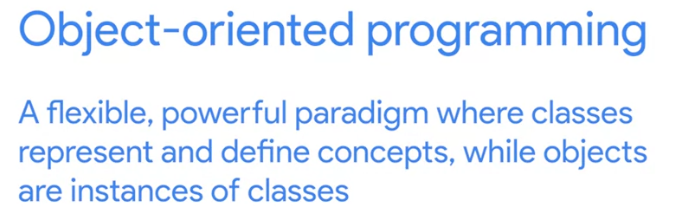 Object-oriented programming
A flexible, powerful paradigm where classes
represent and define concepts, while objects
are instances of classes